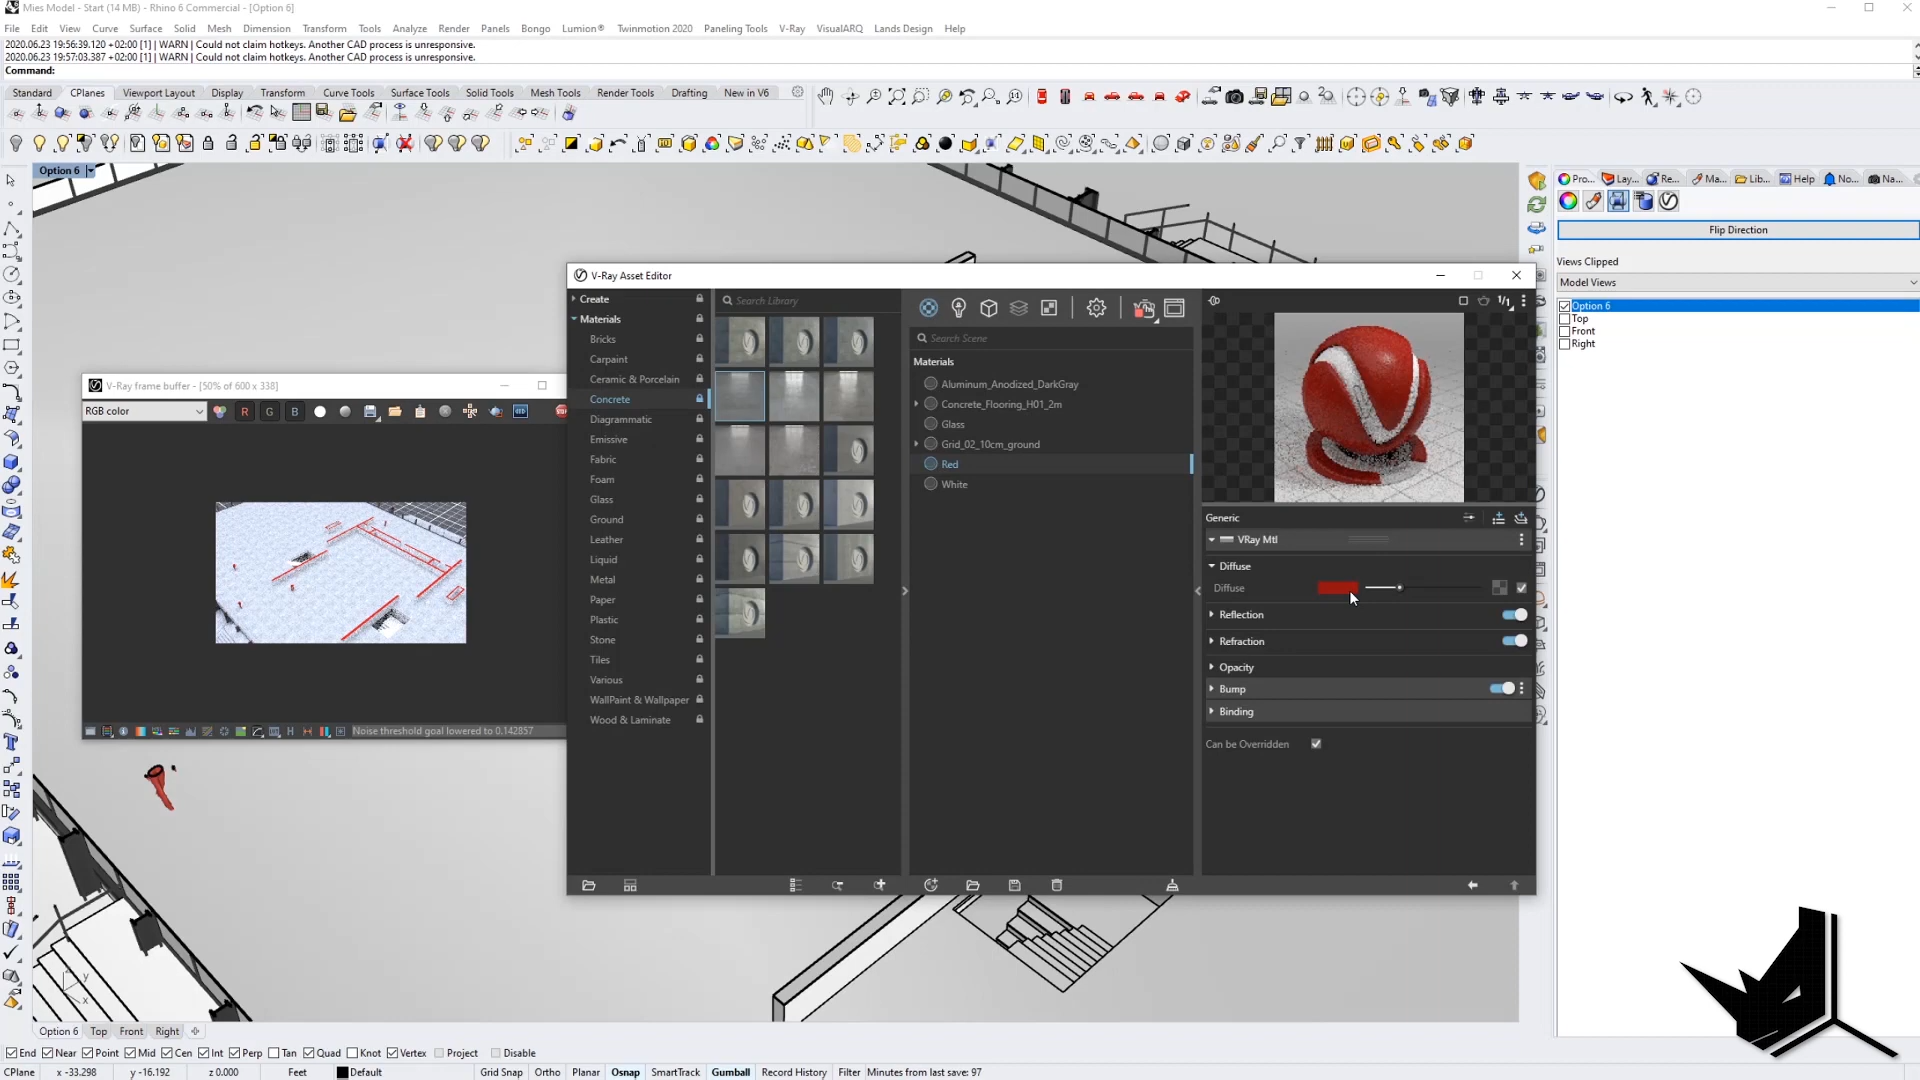 Mies Model - Start (14 MB) - Rhino 6 Commercial - [Option 6]
File Edit View Curve Surface Solid Mesh Dimension Transform Tools Analyze Render Panels Bongo Lumion® Twinmotion 2020 Paneling Tools V-Ray VisualARQ Lands Design Help
2020.06.23 19:56:39.120 +02:00 [1] | WARN | Could not claim hotkeys. Another CAD process is unresponsive.
2020.06.23 19:57:03.387 +02:00 [1] | WARN | Could not claim hotkeys. Another CAD process is unresponsive.
Command:
Standard CPlanes Viewport Layout Display Transform Curve Tools Surface Tools Solid Tools Mesh Tools Render Tools Drafting New in V6
Option 6
Pro... Lay... Re... Ma... Lib... Help No... Na...
Flip Direction
Views Clipped
Model Views
Option 6
Top
Front
Right
V-Ray Asset Editor
Create
Materials
Bricks
Carpaint
Ceramic & Porcelain
Concrete
Diagrammatic
Emissive
Fabric
Foam
Glass
Ground
Leather
Liquid
Metal
Paper
Plastic
Stone
Tiles
Various
WallPaint & Wallpaper
Wood & Laminate
Search Library
Search Scene
Materials
Aluminum_Anodized_DarkGray
Concrete_Flooring_H01_2m
Glass
Grid_02_10cm_ground
Red
White
1/1
Generic
VRay Mtl
Diffuse
Diffuse
Reflection
Refraction
Opacity
Bump
Binding
Can be Overridden
V-Ray frame buffer - [50% of 600 x 338]
RGB color
R G B
H
Noise threshold goal lowered to 0.142857
y
x
Option 6 Top Front Right
End Near Point Mid Cen Int Perp Tan Quad Knot Vertex Project Disable
CPlane x -33.298 y -16.192 z 0.000 Feet Default Grid Snap Ortho Planar Osnap SmartTrack Gumball Record History Filter Minutes from last save: 97